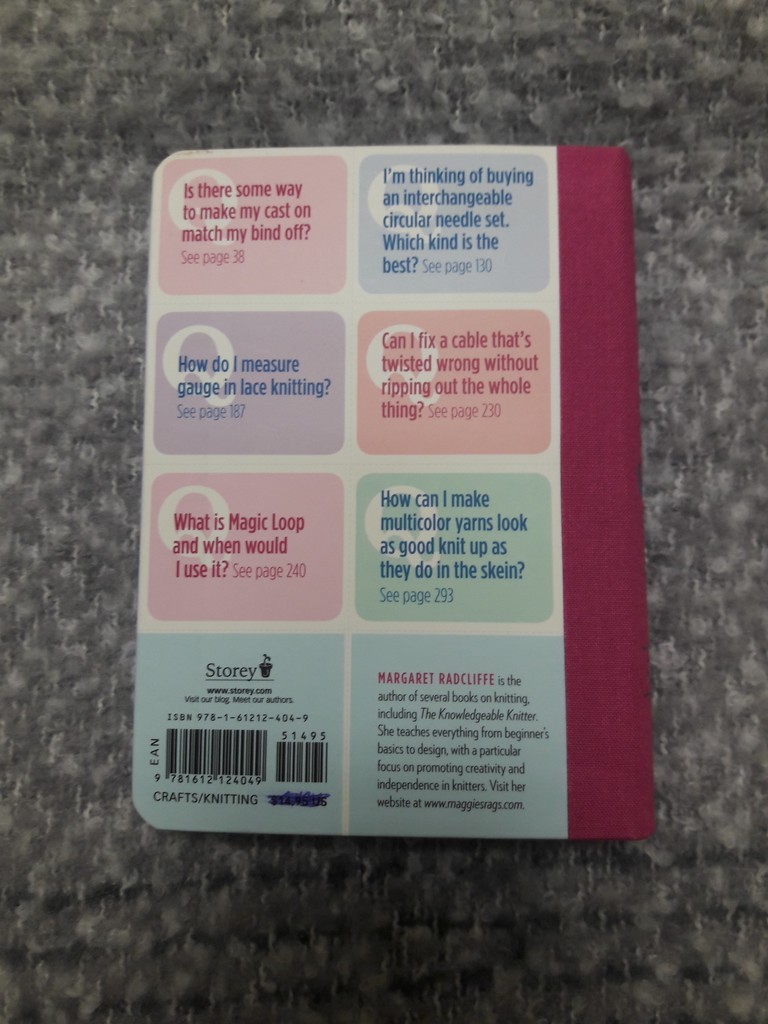 Is there some way
to make my cast on
match my bind off?
See page 38
I'm thinking of buying
an interchangeable
circular needle set.
Which kind is the
best? See page 130
How do I measure
gauge in lace knitting?
See page 187
Can I fix a cable that's
twisted wrong without
ripping out the whole
thing? See page 230
What is Magic Loop
and when would
I use it? See page 240
How can I make
multicolor yarns look
as good knit up as
they do in the skein?
See page 293
Storey
www.storey.com
Visit our blog. Meet our authors.
ISBN 978-1-61212-404-9
51495
EAN
9 781612 124049
CRAFTS/KNITTING $14.95 US
MARGARET RADCLIFFE is the
author of several books on knitting,
including The Knowledgeable Knitter.
She teaches everything from beginner's
basics to design, with a particular
focus on promoting creativity and
independence in knitters. Visit her
website at www.maggiesrags.com.